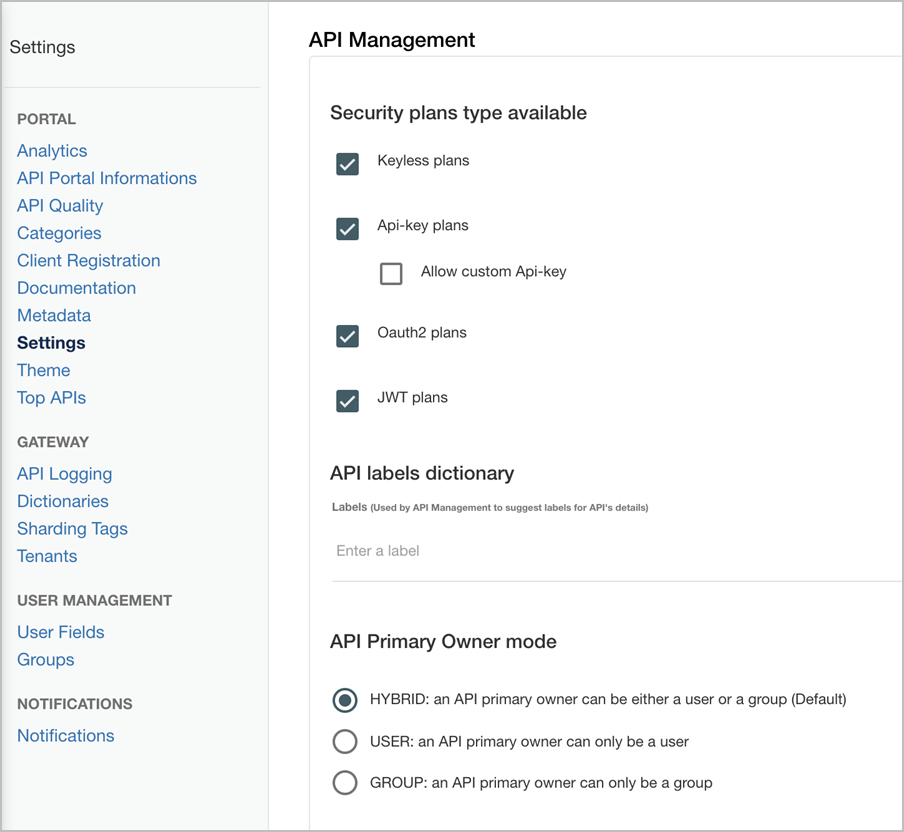 Settings
PORTAL
Analytics
API Portal Informations
API Quality
Categories
Client Registration
Documentation
Metadata
Settings
Theme
Top APIs
GATEWAY
API Logging
Dictionaries
Sharding Tags
Tenants
USER MANAGEMENT
User Fields
Groups
NOTIFICATIONS
Notifications
API Management
Security plans type available
Keyless plans
Api-key plans
Allow custom Api-key
Oauth2 plans
JWT plans
API labels dictionary
Labels (Used by API Management to suggest labels for API's details)
Enter a label
API Primary Owner mode
HYBRID: an API primary owner can be either a user or a group (Default)
USER: an API primary owner can only be a user
GROUP: an API primary owner can only be a group